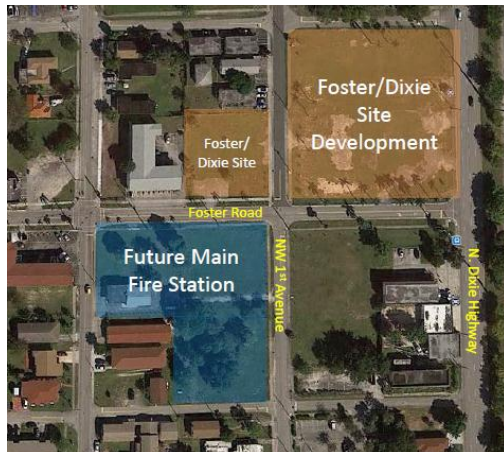 Foster/Dixie
Site
Development
Foster/
Dixie Site
Foster Road
Future Main
Fire Station
NW 1st Avenue
N. Dixie Highway